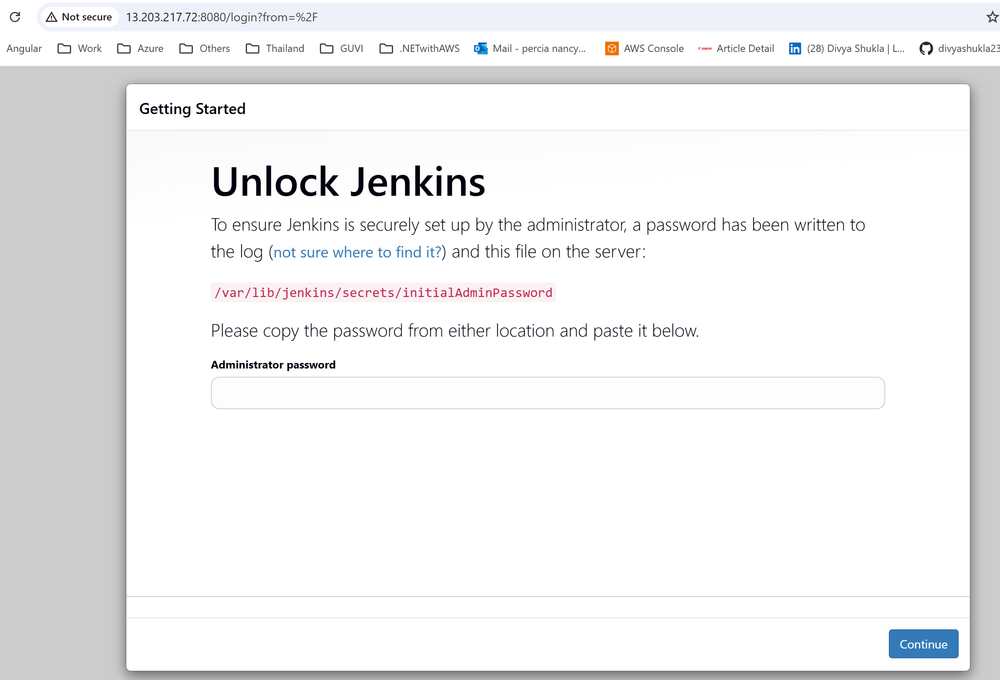 Not secure 13.203.217.72:8080/login?from=%2F
Angular Work Azure Others Thailand GUVI .NETwithAWS Mail - percia nancy... AWS Console Canon Article Detail (28) Divya Shukla | L... divyashukla23
Getting Started
Unlock Jenkins
To ensure Jenkins is securely set up by the administrator, a password has been written to
the log (not sure where to find it?) and this file on the server:
/var/lib/jenkins/secrets/initialAdminPassword
Please copy the password from either location and paste it below.
Administrator password
Continue